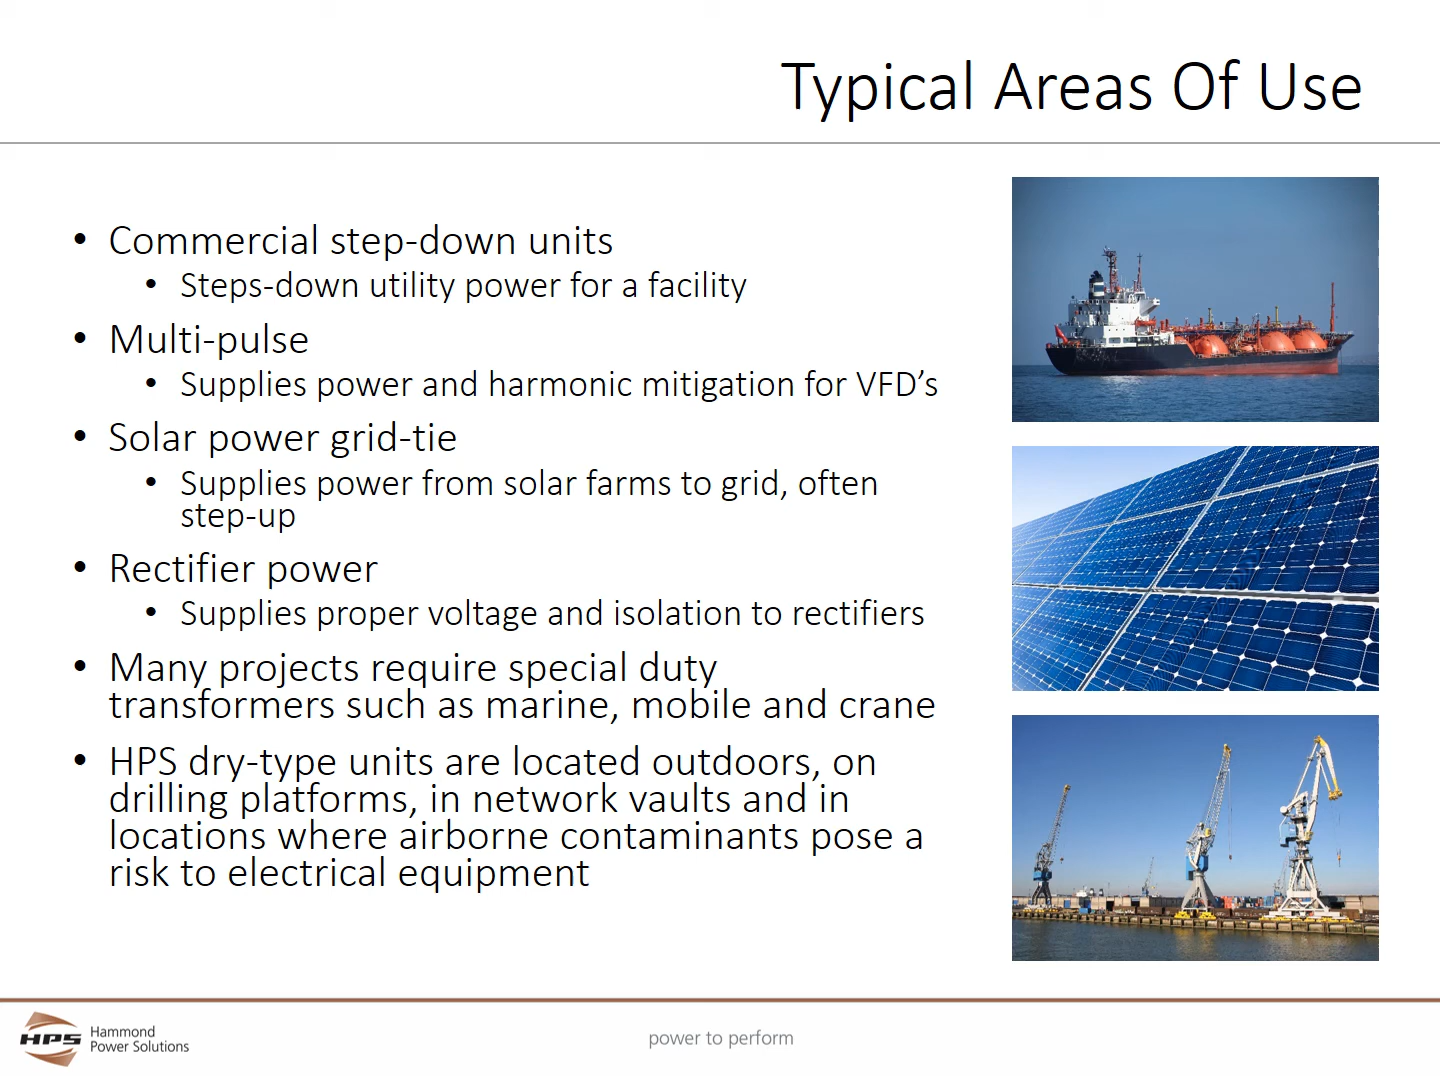 Typical Areas Of Use
• Commercial step-down units
• Steps-down utility power for a facility
• Multi-pulse
• Supplies power and harmonic mitigation for VFD’s
• Solar power grid-tie
• Supplies power from solar farms to grid, often
step-up
• Rectifier power
• Supplies proper voltage and isolation to rectifiers
• Many projects require special duty
transformers such as marine, mobile and crane
• HPS dry-type units are located outdoors, on
drilling platforms, in network vaults and in
locations where airborne contaminants pose a
risk to electrical equipment
HPS
Hammond
Power Solutions
power to perform